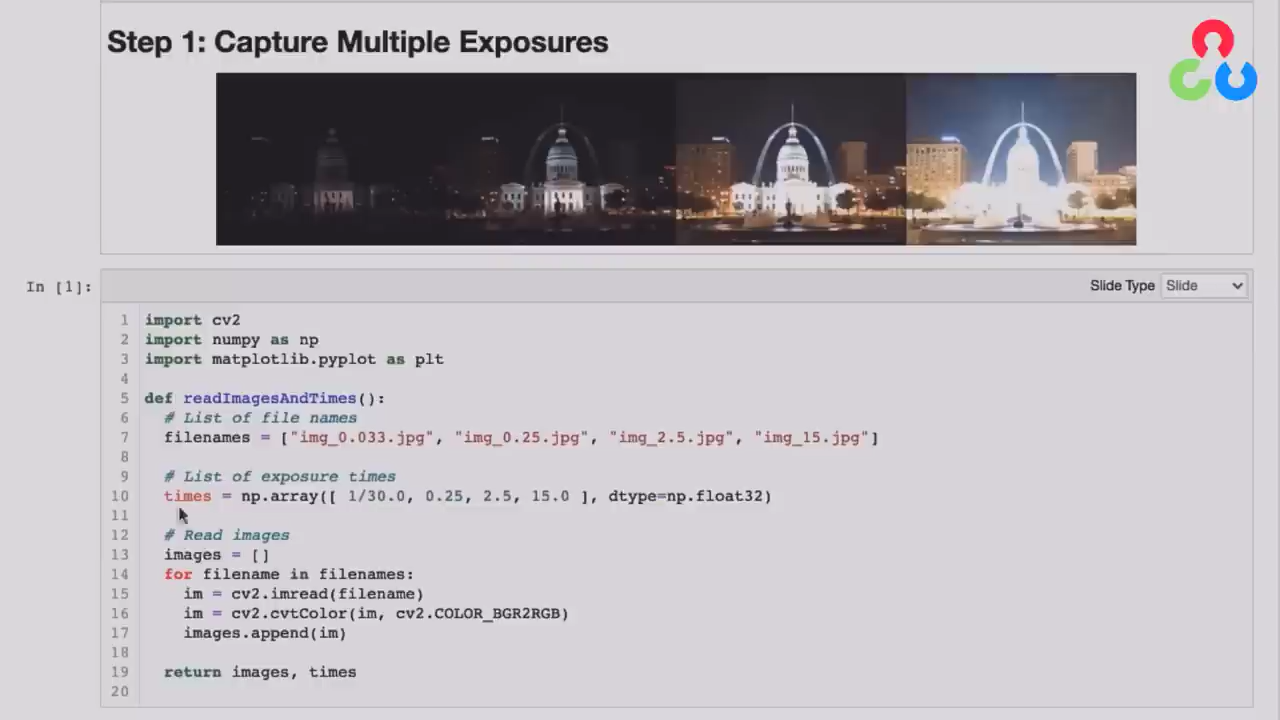 Step 1: Capture Multiple Exposures
In [1]:
Slide Type Slide
1 import cv2
2 import numpy as np
3 import matplotlib.pyplot as plt
4
5 def readImagesAndTimes():
6 # List of file names
7 filenames = ["img_0.033.jpg", "img_0.25.jpg", "img_2.5.jpg", "img_15.jpg"]
8
9 # List of exposure times
10 times = np.array([ 1/30.0, 0.25, 2.5, 15.0 ], dtype=np.float32)
11
12 # Read images
13 images = []
14 for filename in filenames:
15 im = cv2.imread(filename)
16 im = cv2.cvtColor(im, cv2.COLOR_BGR2RGB)
17 images.append(im)
18
19 return images, times
20